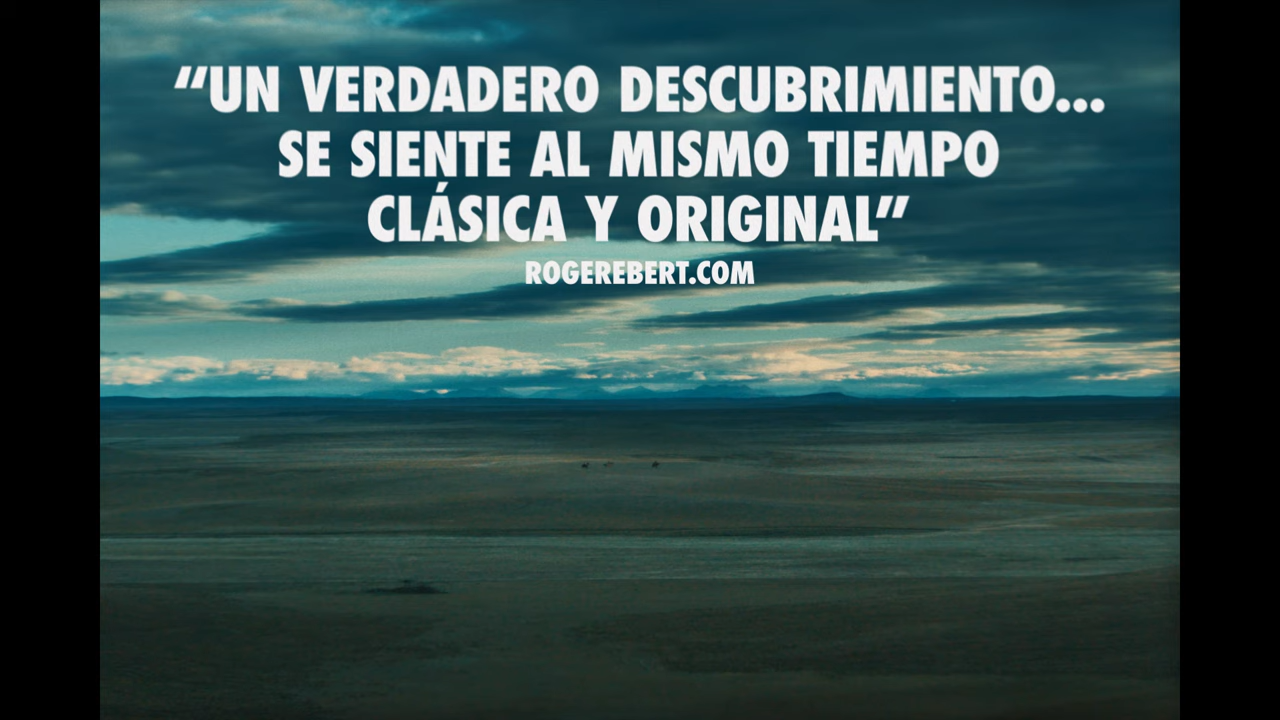 “UN VERDADERO DESCUBRIMIENTO...
SE SIENTE AL MISMO TIEMPO
CLÁSICA Y ORIGINAL”
ROGEREBERT.COM